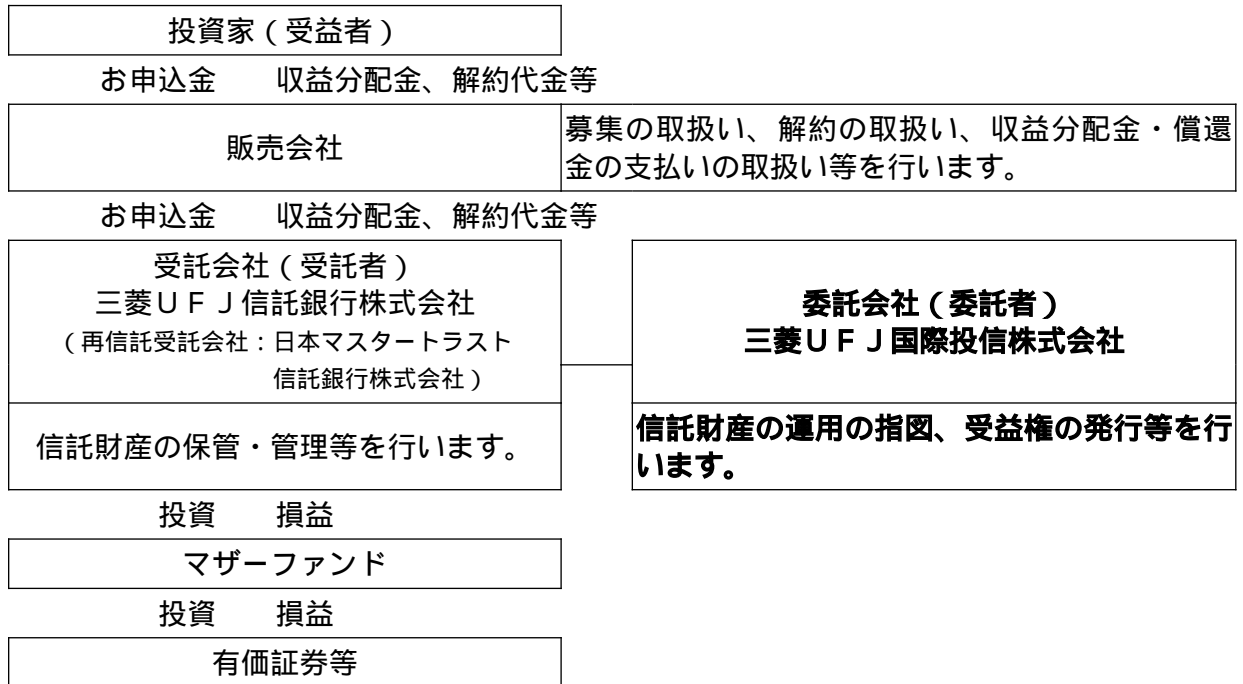 投資家（受益者）
お申込金　　収益分配金、解約代金等
販売会社
募集の取扱い、解約の取扱い、収益分配金・償還
金の支払いの取扱い等を行います。
お申込金　　収益分配金、解約代金等
受託会社（受託者）
三菱ＵＦＪ信託銀行株式会社
（再信託受託会社：日本マスタートラスト
信託銀行株式会社）
委託会社（委託者）
三菱ＵＦＪ国際投信株式会社
信託財産の保管・管理等を行います。
信託財産の運用の指図、受益権の発行等を行
います。
投資　　損益
マザーファンド
投資　　損益
有価証券等